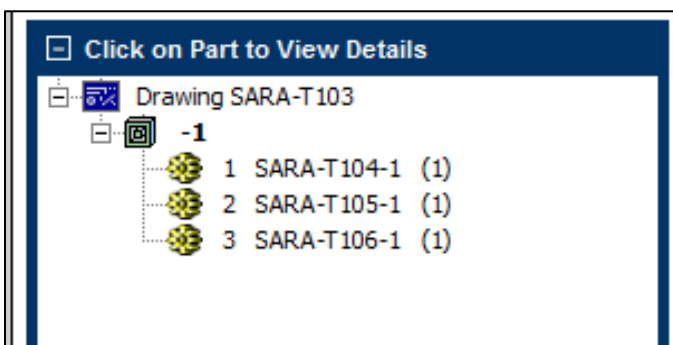 Click on Part to View Details
Drawing SARA-T103
-1
1 SARA-T104-1 (1)
2 SARA-T105-1 (1)
3 SARA-T106-1 (1)